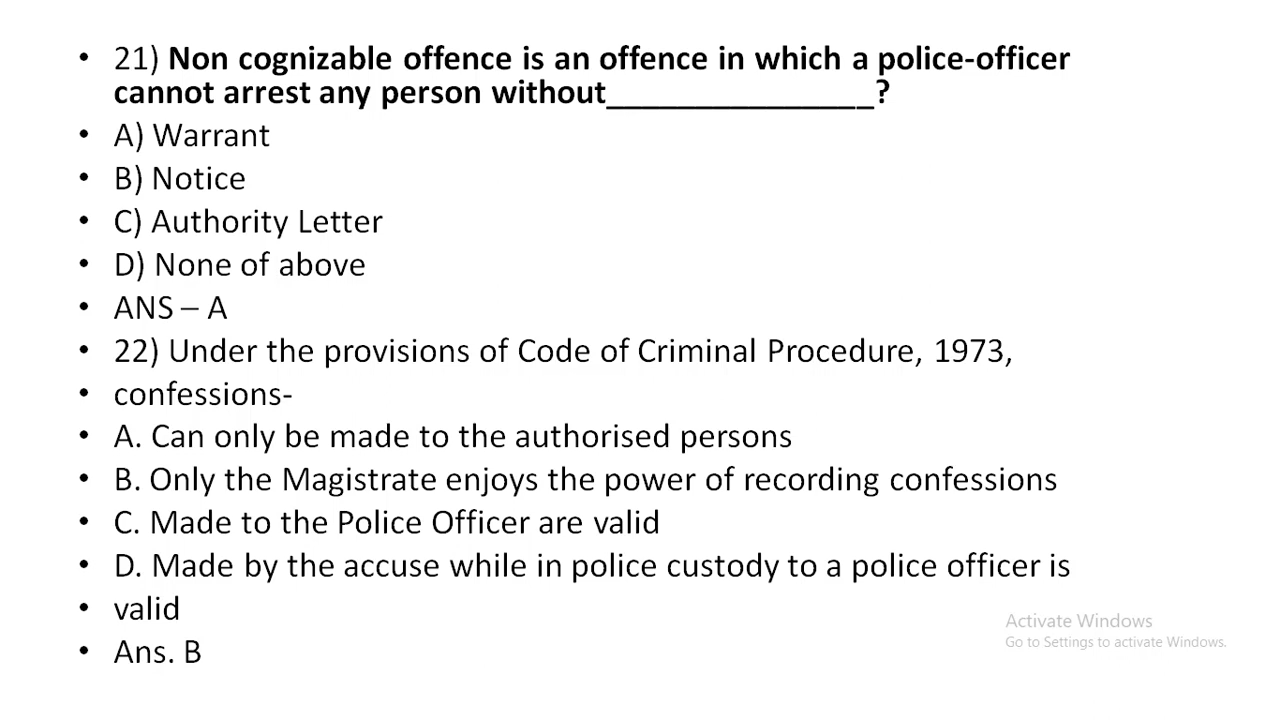 • 21) Non cognizable offence is an offence in which a police-officer
cannot arrest any person without________________?
• A) Warrant
• B) Notice
• C) Authority Letter
• D) None of above
• ANS – A
• 22) Under the provisions of Code of Criminal Procedure, 1973,
• confessions-
• A. Can only be made to the authorised persons
• B. Only the Magistrate enjoys the power of recording confessions
• C. Made to the Police Officer are valid
• D. Made by the accuse while in police custody to a police officer is
• valid
• Ans. B
Activate Windows
Go to Settings to activate Windows.